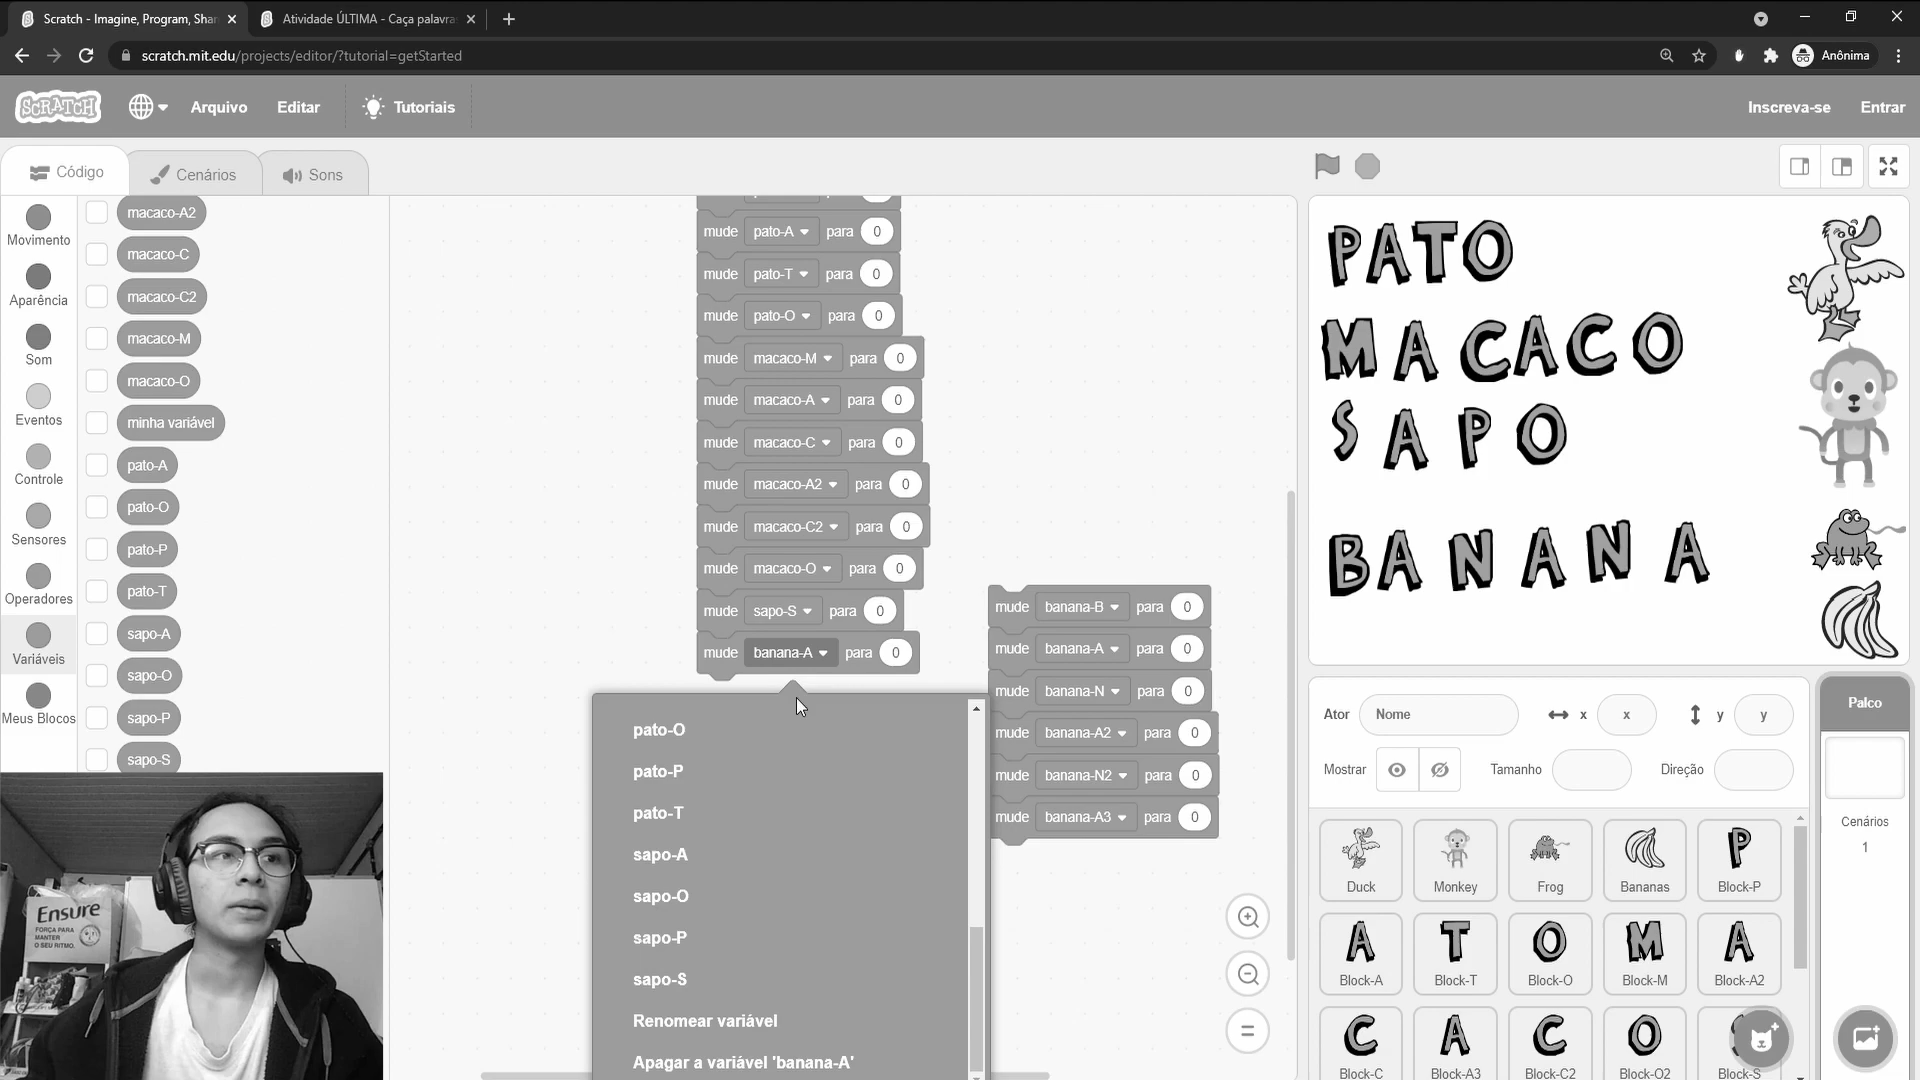 Scratch - Imagine, Program, Shar
Atividade ÚLTIMA - Caça palavra
scratch.mit.edu/projects/editor/?tutorial=getStarted
Anônima
SCRATCH
Arquivo
Editar
Tutoriais
Inscreva-se
Entrar
Código
Cenários
Sons
Movimento
Aparência
Som
Eventos
Controle
Sensores
Operadores
Variáveis
Meus Blocos
macaco-A2
macaco-C
macaco-C2
macaco-M
macaco-O
minha variável
pato-A
pato-O
pato-P
pato-T
sapo-A
sapo-O
sapo-P
sapo-S
mude pato-A para 0
mude pato-T para 0
mude pato-O para 0
mude macaco-M para 0
mude macaco-A para 0
mude macaco-C para 0
mude macaco-A2 para 0
mude macaco-C2 para 0
mude macaco-O para 0
mude sapo-S para 0
mude banana-A para 0
pato-O
pato-P
pato-T
sapo-A
sapo-O
sapo-P
sapo-S
Renomear variável
Apagar a variável 'banana-A'
mude banana-B para 0
mude banana-A para 0
mude banana-N para 0
mude banana-A2 para 0
mude banana-N2 para 0
mude banana-A3 para 0
PATO
MACACO
SAPO
BANANA
Ator Nome x x y y
Mostrar Tamanho Direção
Palco
Cenários
1
Duck
Monkey
Frog
Bananas
P
Block-P
A
Block-A
T
Block-T
O
Block-O
M
Block-M
A
Block-A2
C
Block-C
A
Block-A3
C
Block-C2
O
Block-O2
Block-S
Ensure
FORÇA PARA
MANTER
O SEU RITMO.